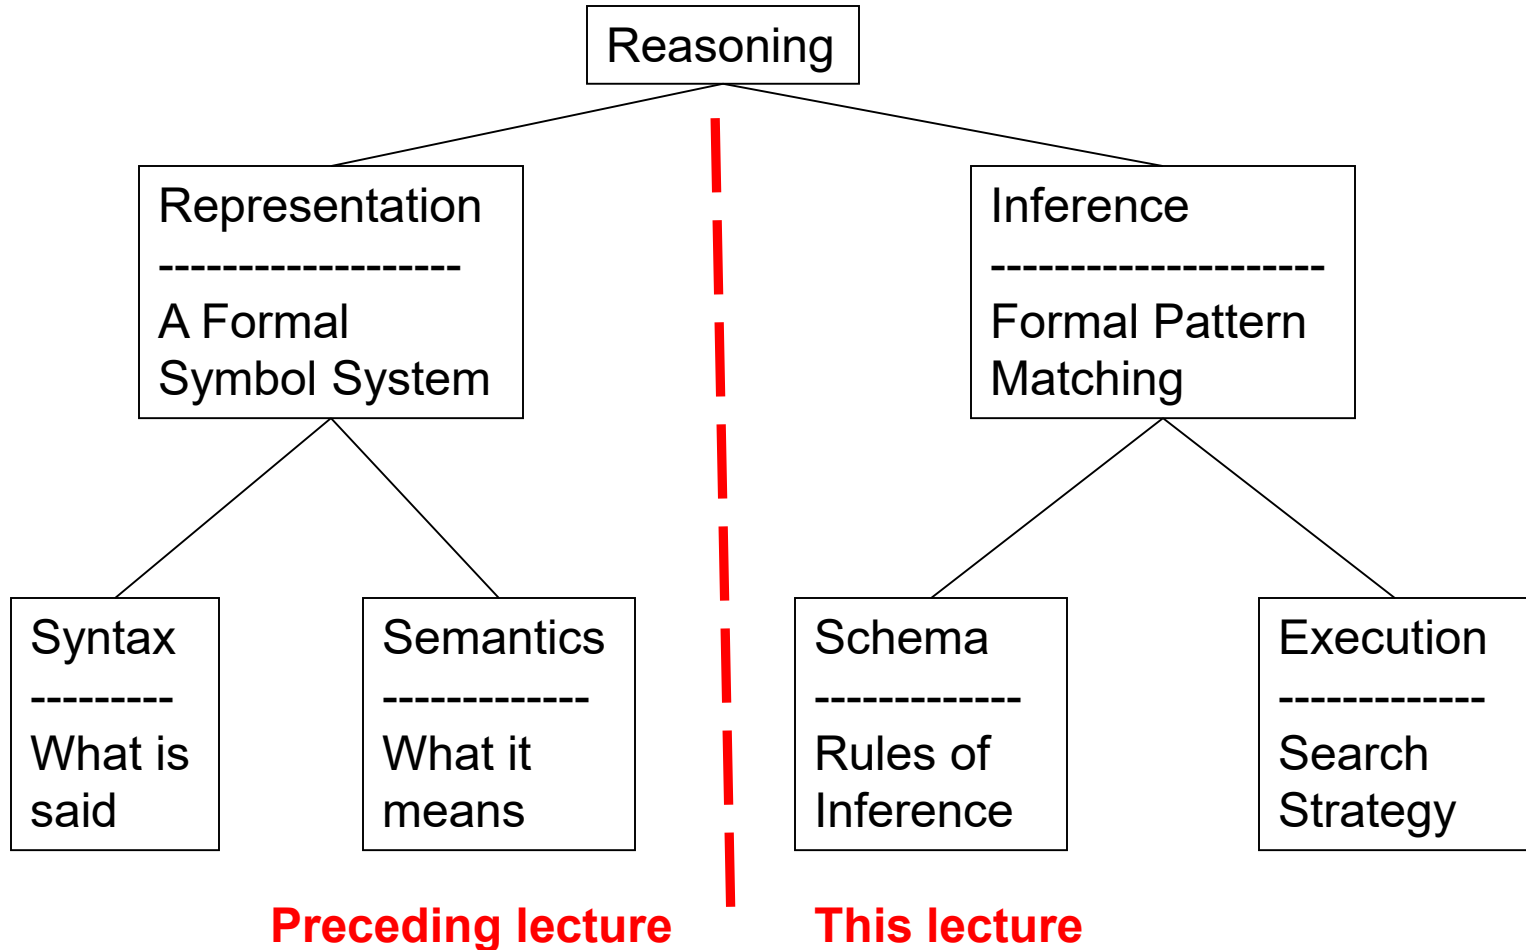 Reasoning
Representation
-------------------
A Formal
Symbol System
Inference
---------------------
Formal Pattern
Matching
Syntax
---------
What is
said
Semantics
-------------
What it
means
Schema
-------------
Rules of
Inference
Execution
-------------
Search
Strategy
Preceding lecture
This lecture